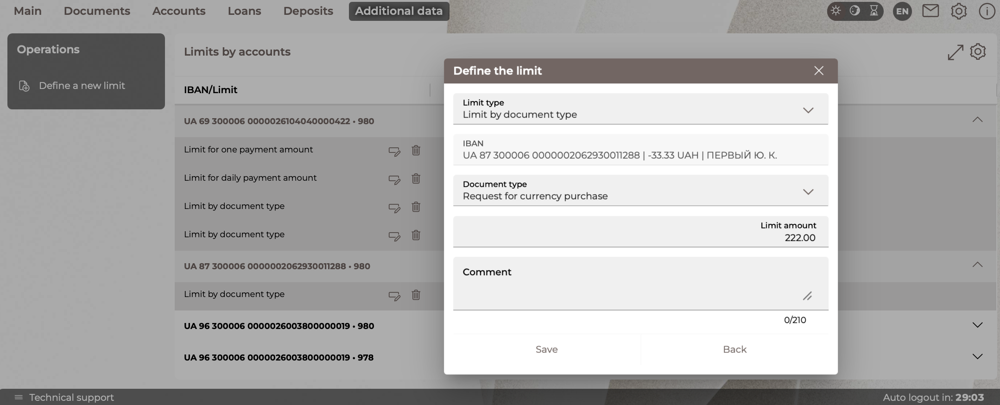 Main Documents Accounts Loans Deposits Additional data EN
Operations
Define a new limit
Limits by accounts
IBAN/Limit
UA 69 300006 0000026104040000422 • 980
Limit for one payment amount
Limit for daily payment amount
Limit by document type
Limit by document type
UA 87 300006 0000002062930011288 • 980
Limit by document type
UA 96 300006 0000026003800000019 • 980
UA 96 300006 0000026003800000019 • 978
Define the limit
Limit type
Limit by document type
IBAN
UA 87 300006 0000002062930011288 | -33.33 UAH | ПЕРВЫЙ Ю. К.
Document type
Request for currency purchase
Limit amount
222.00
Comment
0/210
Save Back
Technical support
Auto logout in: 29:03